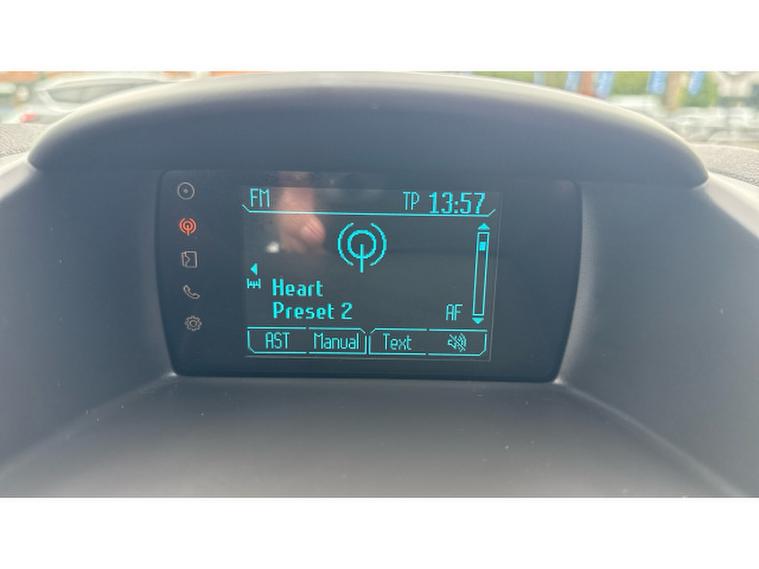 FM TP 13:57
Heart
Preset 2 AF
AST Manual Text